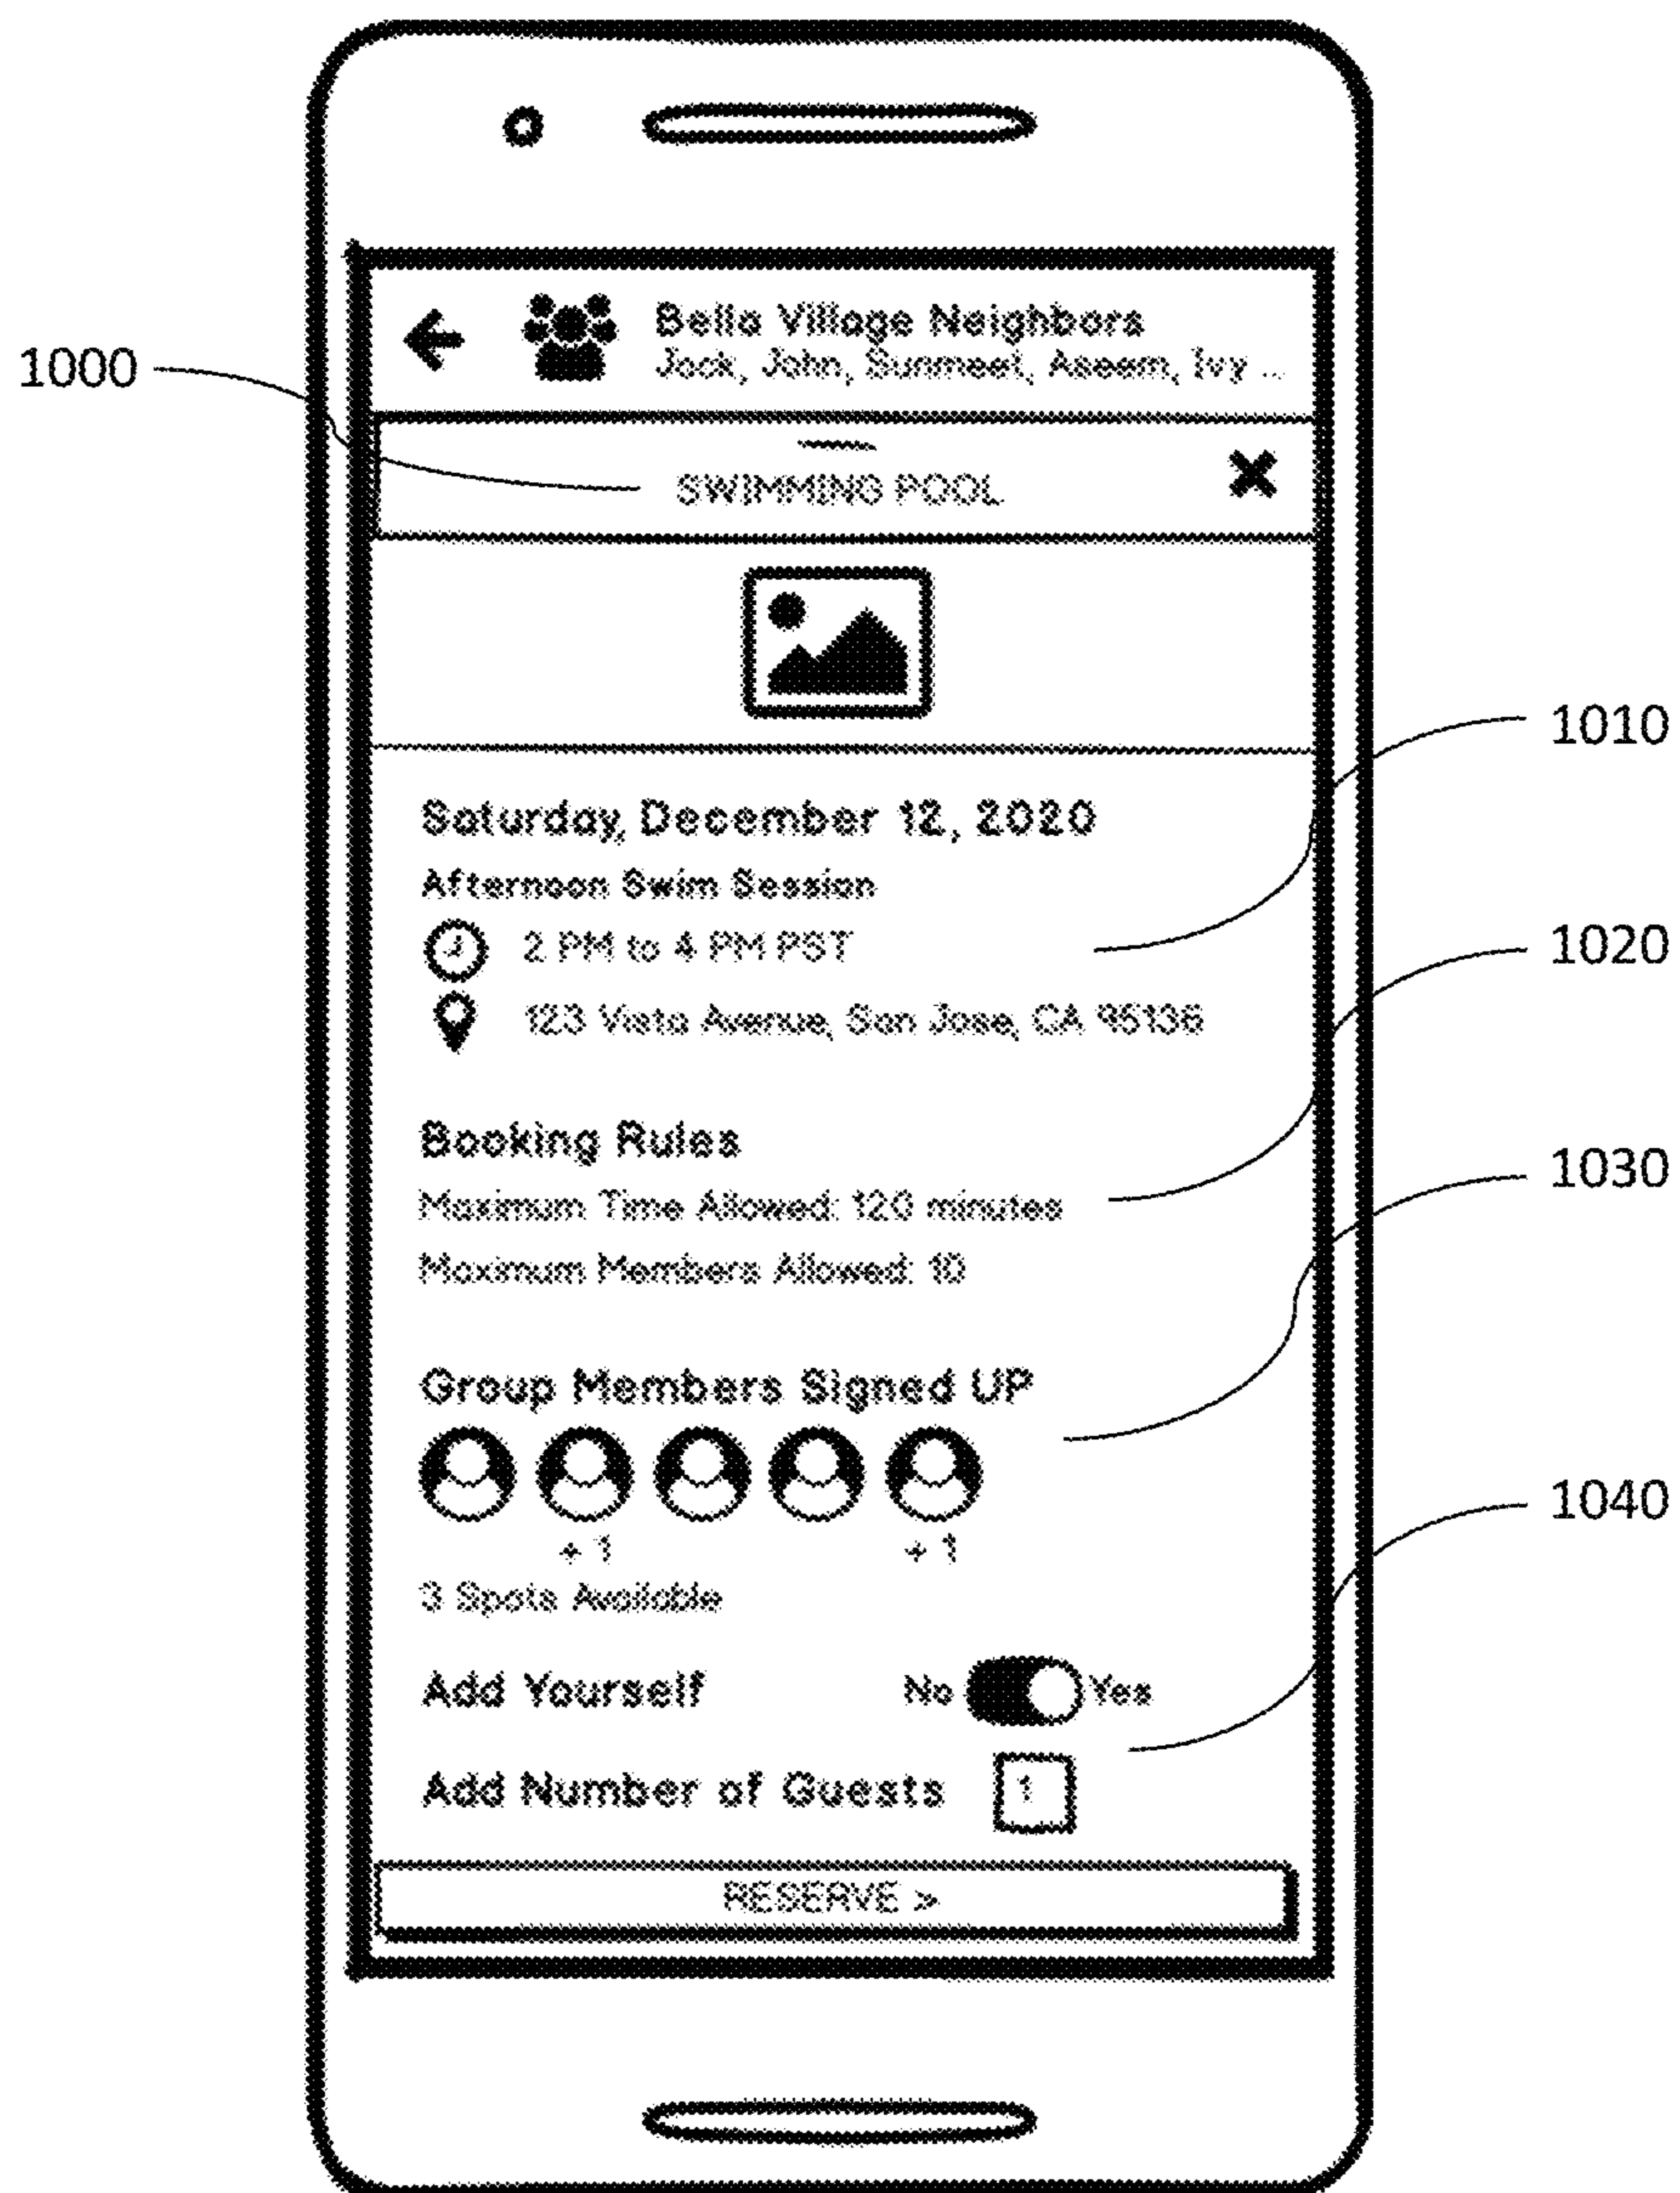 Bella Village Neighbors
Jack, John, Sunmeet, Aseem, Ivy ...
1000
SWIMMING POOL
1010
Saturday, December 12, 2020
Afternoon Swim Session
2 PM to 4 PM PST
1020
123 Vista Avenue, San Jose, CA 95136
Booking Rules
1030
Maximum Time Allowed: 120 minutes
Maximum Members Allowed: 10
Group Members Signed UP
1040
+ 1 + 1
3 Spots Available
Add Yourself No Yes
Add Number of Guests 1
RESERVE >